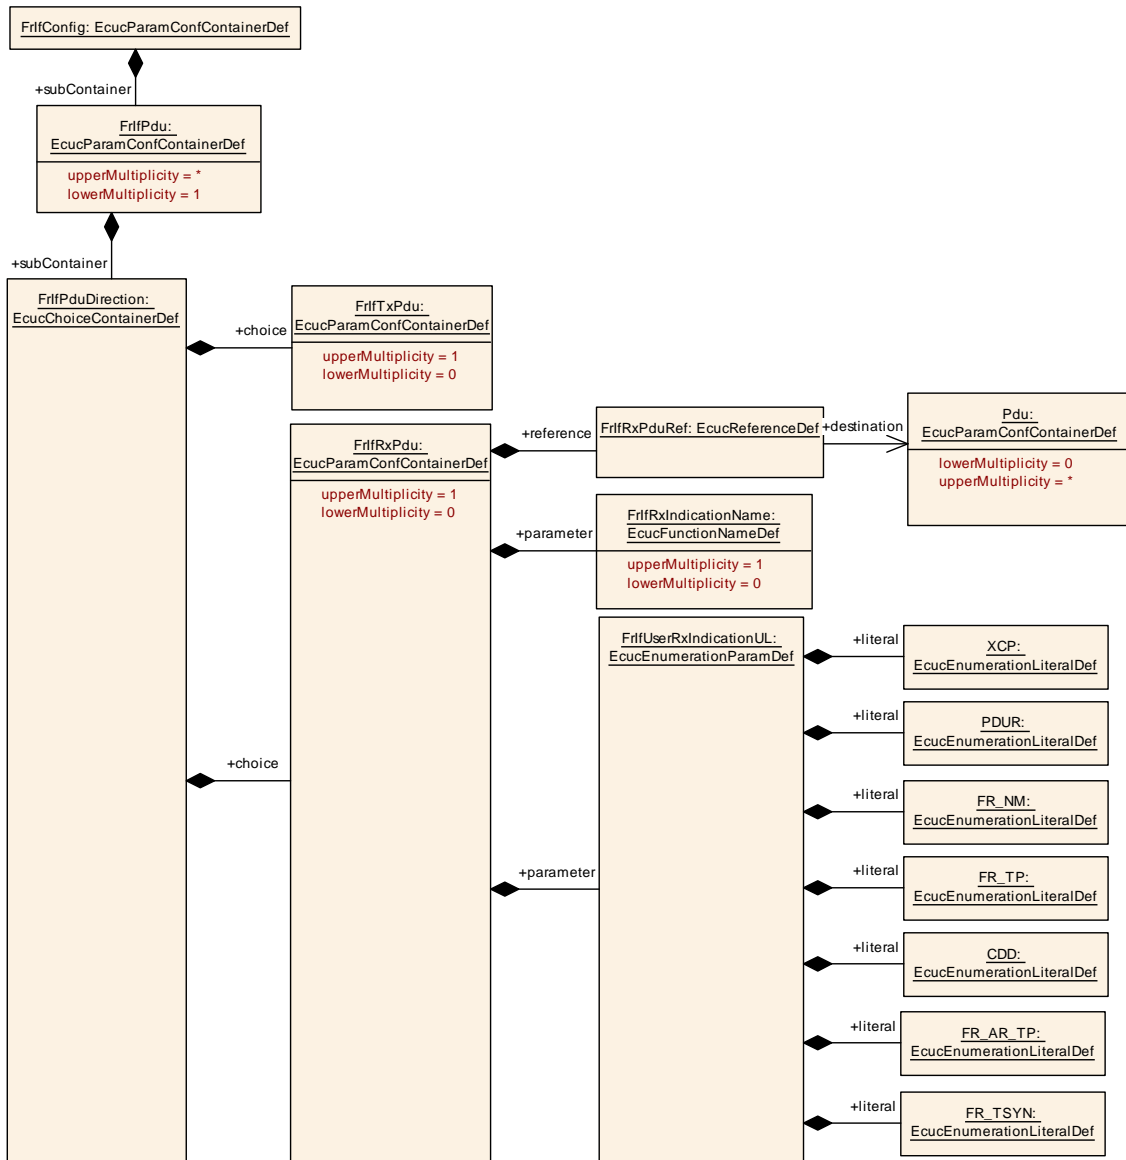 FrIfConfig: EcucParamConfContainerDef
+subContainer
FrIfPdu:
EcucParamConfContainerDef
upperMultiplicity = *
lowerMultiplicity = 1
+subContainer
FrIfPduDirection:
EcucChoiceContainerDef
+choice
FrIfTxPdu:
EcucParamConfContainerDef
upperMultiplicity = 1
lowerMultiplicity = 0
FrIfRxPdu:
EcucParamConfContainerDef
upperMultiplicity = 1
lowerMultiplicity = 0
+reference
FrIfRxPduRef: EcucReferenceDef
+destination
Pdu:
EcucParamConfContainerDef
lowerMultiplicity = 0
upperMultiplicity = *
+parameter
FrIfRxIndicationName:
EcucFunctionNameDef
upperMultiplicity = 1
lowerMultiplicity = 0
FrIfUserRxIndicationUL:
EcucEnumerationParamDef
+literal
XCP:
EcucEnumerationLiteralDef
+literal
PDUR:
EcucEnumerationLiteralDef
+choice
+literal
FR_NM:
EcucEnumerationLiteralDef
+parameter
+literal
FR_TP:
EcucEnumerationLiteralDef
+literal
CDD:
EcucEnumerationLiteralDef
+literal
FR_AR_TP:
EcucEnumerationLiteralDef
+literal
FR_TSYN:
EcucEnumerationLiteralDef